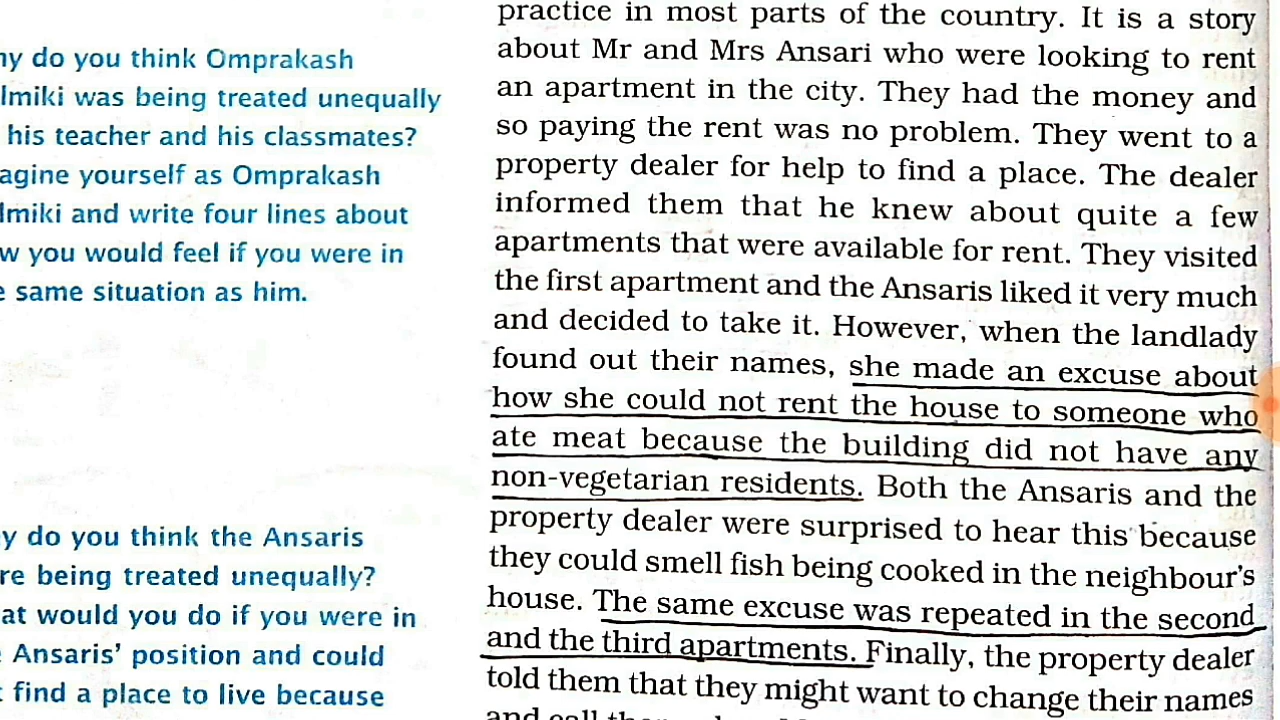 ny do you think Omprakash
lmiki was being treated unequally
his teacher and his classmates?
agine yourself as Omprakash
lmiki and write four lines about
w you would feel if you were in
e same situation as him.
y do you think the Ansaris
re being treated unequally?
at would you do if you were in
Ansaris' position and could
find a place to live because
practice in most parts of the country. It is a story
about Mr and Mrs Ansari who were looking to rent
an apartment in the city. They had the money and
so paying the rent was no problem. They went to a
property dealer for help to find a place. The dealer
informed them that he knew about quite a few
apartments that were available for rent. They visited
the first apartment and the Ansaris liked it very much
and decided to take it. However, when the landlady
found out their names, she made an excuse about
how she could not rent the house to someone who
ate meat because the building did not have any
non-vegetarian residents. Both the Ansaris and the
property dealer were surprised to hear this because
they could smell fish being cooked in the neighbour's
house. The same excuse was repeated in the second
and the third apartments. Finally, the property dealer
told them that they might want to change their names
and call